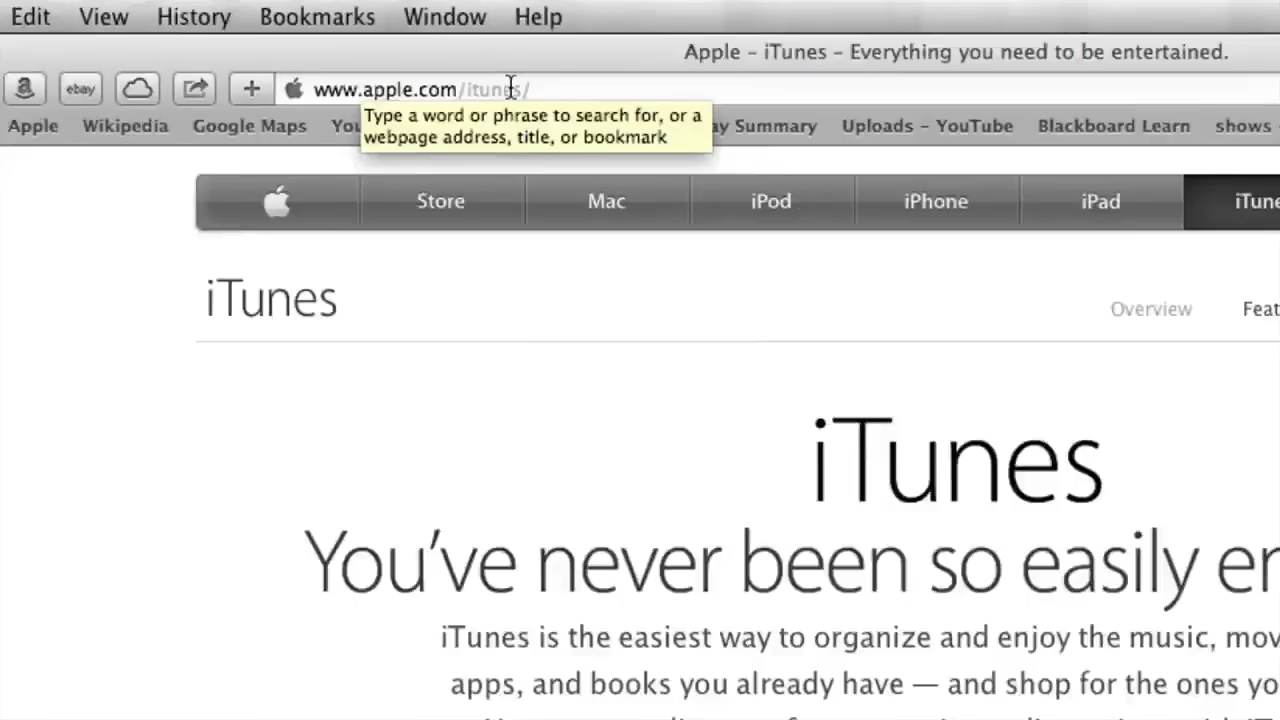 Edit View History Bookmarks Window Help
Apple – iTunes – Everything you need to be entertained.
a ebay + www.apple.com/itunes/
Type a word or phrase to search for, or a
webpage address, title, or bookmark
Apple Wikipedia Google Maps Summary Uploads – YouTube Blackboard Learn shows
Store Mac iPod iPhone iPad
iTunes
Overview
iTunes
You've never been so easily
iTunes is the easiest way to organize and enjoy the music,
apps, and books you already have — and shop for the ones